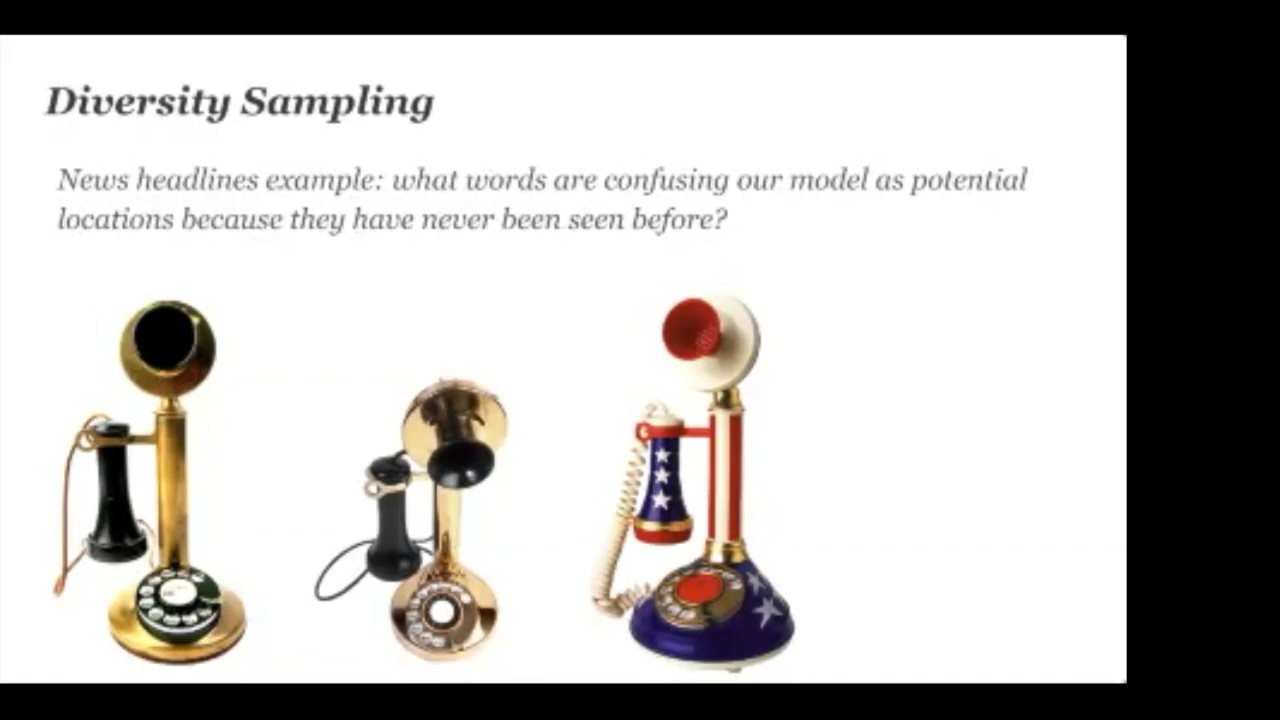 Diversity Sampling
News headlines example: what words are confusing our model as potential
locations because they have never been seen before?